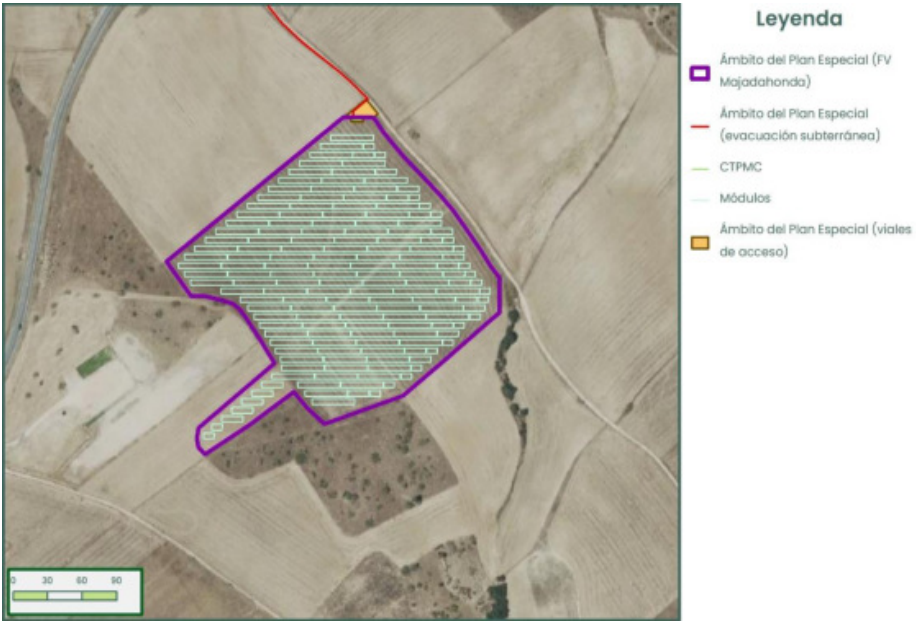 Leyenda
Ámbito del Plan Especial (FV
Majadahonda)
Ámbito del Plan Especial
(evacuación subterránea)
CTPMC
Módulos
Ámbito del Plan Especial (viales
de acceso)
0 30 60 90